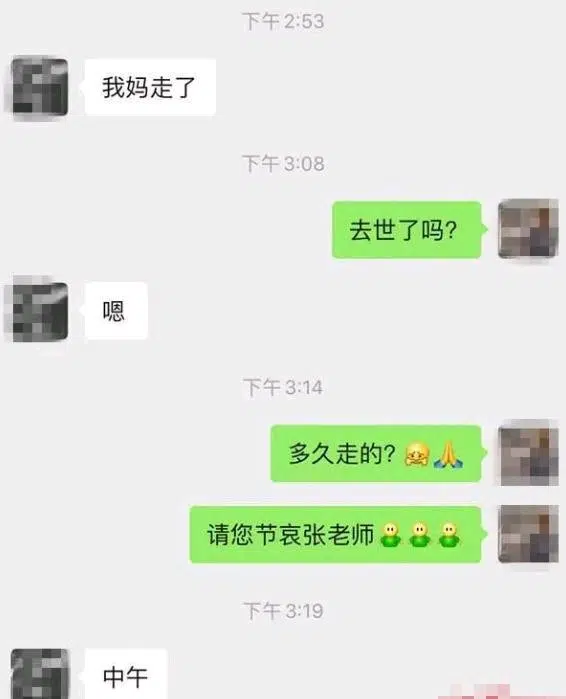 下午 2:53
我妈走了
下午 3:08
去世了吗?
嗯
下午 3:14
多久走的?
请您节哀张老师
下午 3:19
中午